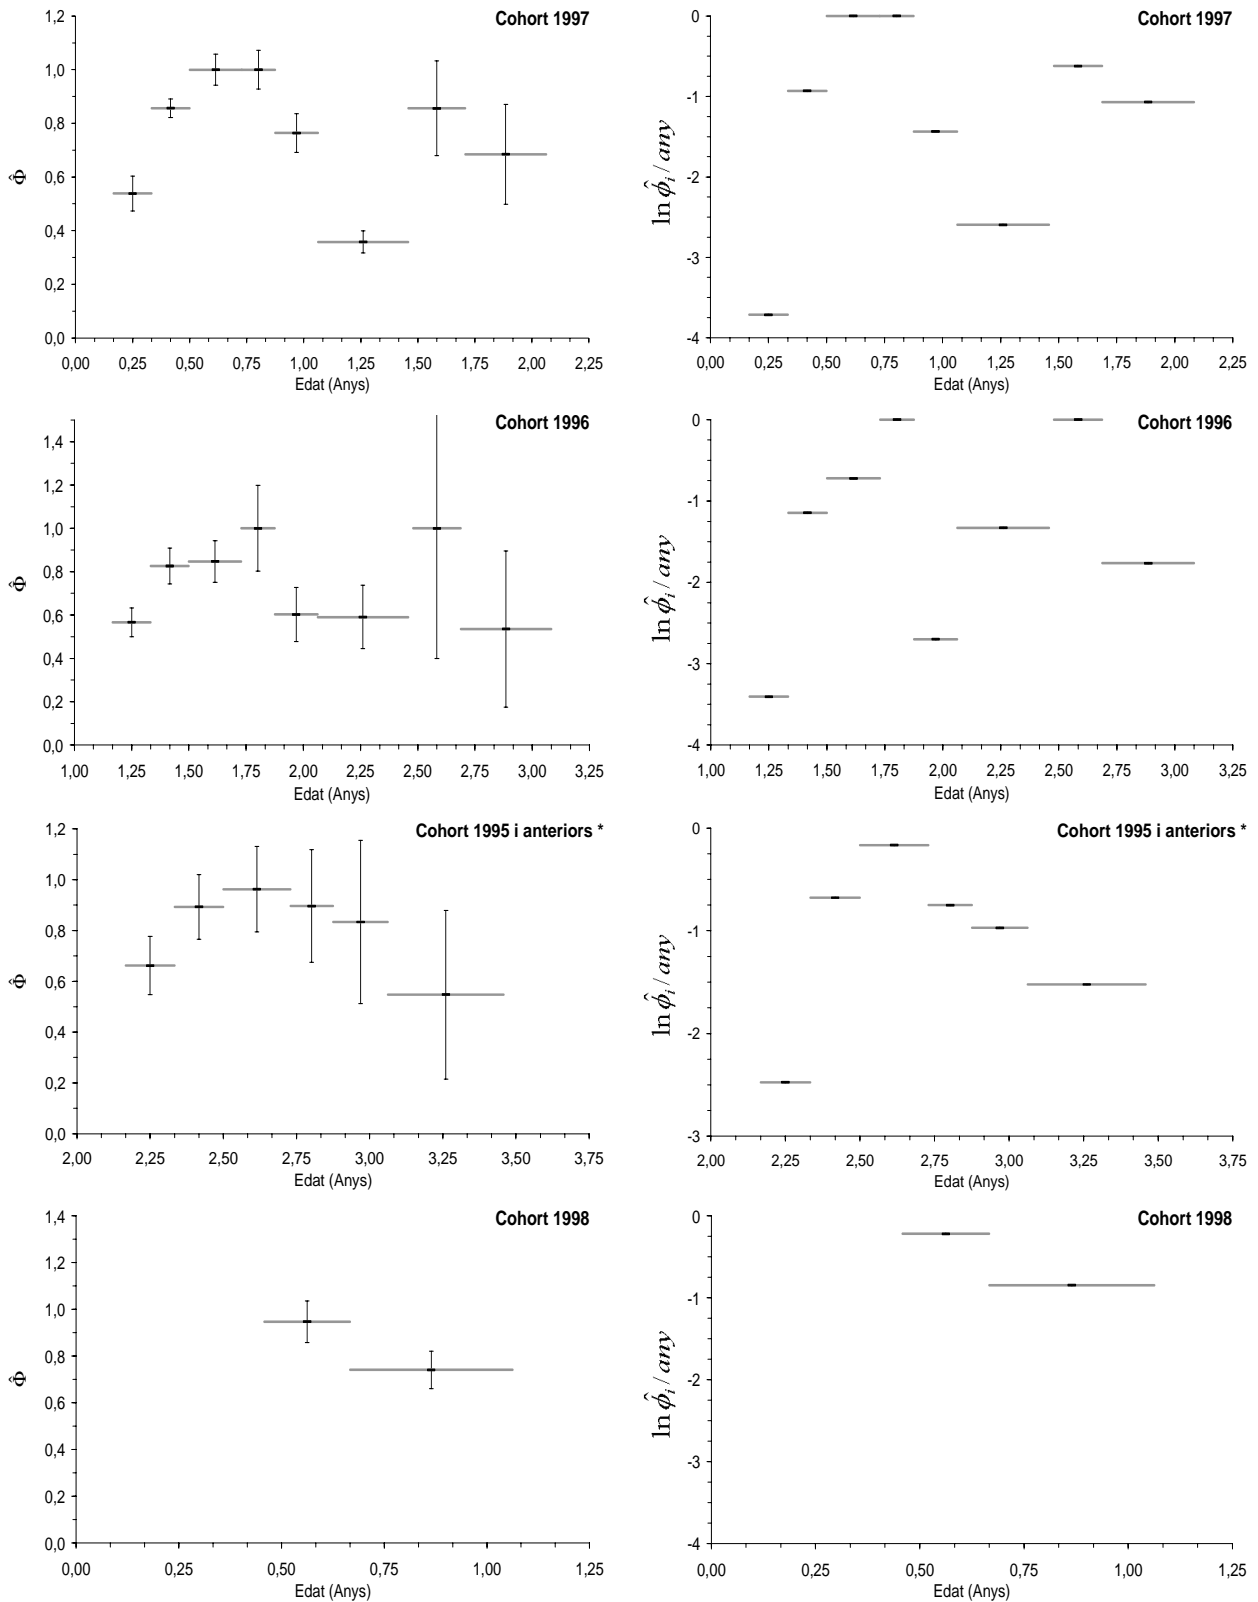 Cohort 1997
1,2
1,0
0,8
0,6
0,4
0,2
0,0
Φ̂
0,00 0,25 0,50 0,75 1,00 1,25 1,50 1,75 2,00 2,25
Edat (Anys)
Cohort 1997
0
-1
-2
-3
-4
ln ϕ̂i / any
0,00 0,25 0,50 0,75 1,00 1,25 1,50 1,75 2,00 2,25
Edat (Anys)
Cohort 1996
1,4
1,2
1,0
0,8
0,6
0,4
0,2
0,0
Φ̂
1,00 1,25 1,50 1,75 2,00 2,25 2,50 2,75 3,00 3,25
Edat (Anys)
Cohort 1996
0
-1
-2
-3
-4
ln ϕ̂i / any
1,00 1,25 1,50 1,75 2,00 2,25 2,50 2,75 3,00 3,25
Edat (Anys)
Cohort 1995 i anteriors *
1,2
1,0
0,8
0,6
0,4
0,2
0,0
Φ̂
2,00 2,25 2,50 2,75 3,00 3,25 3,50 3,75
Edat (Anys)
Cohort 1995 i anteriors *
0
-1
-2
-3
ln ϕ̂i / any
2,00 2,25 2,50 2,75 3,00 3,25 3,50 3,75
Edat (Anys)
Cohort 1998
1,4
1,2
1,0
0,8
0,6
0,4
0,2
0,0
Φ̂
0,00 0,25 0,50 0,75 1,00 1,25
Edat (Anys)
Cohort 1998
0
-1
-2
-3
-4
ln ϕ̂i / any
0,00 0,25 0,50 0,75 1,00 1,25
Edat (Anys)